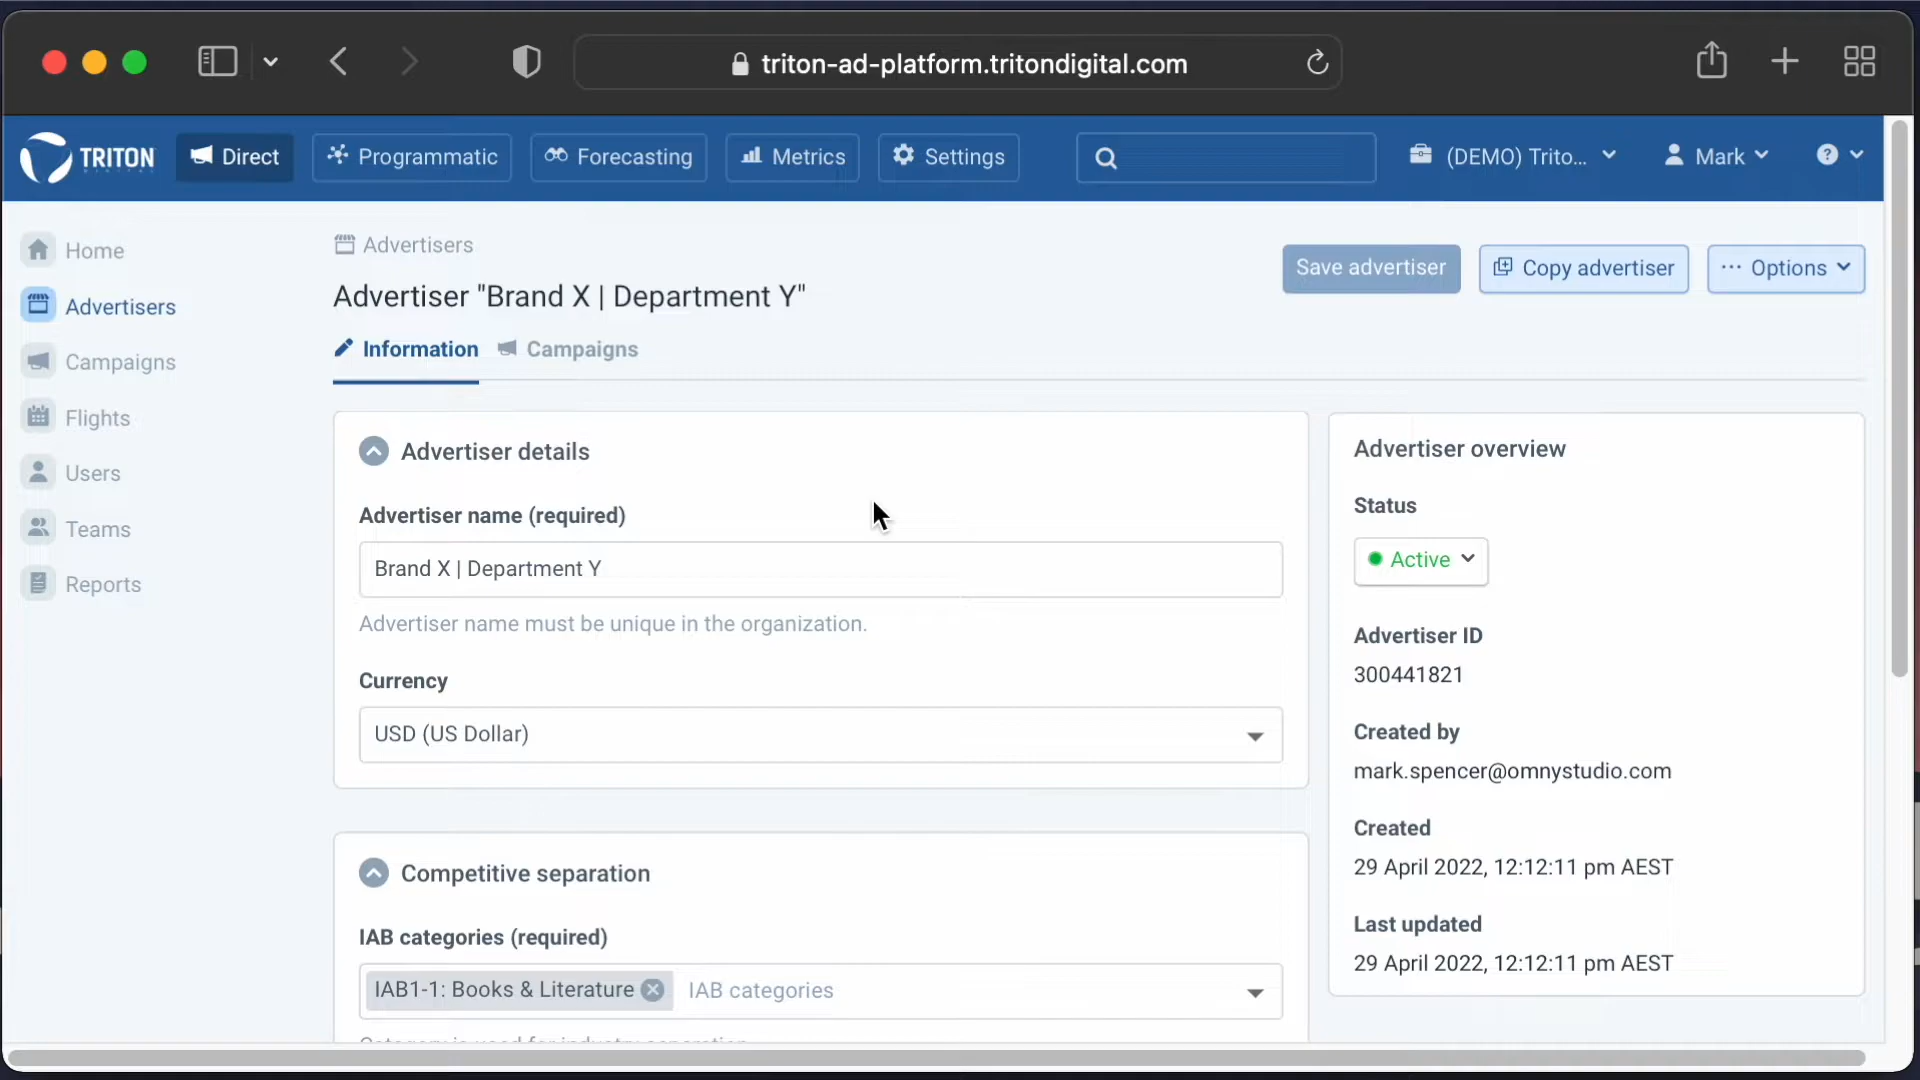 triton-ad-platform.tritondigital.com
TRITON
Direct
Programmatic
Forecasting
Metrics
Settings
(DEMO) Trito...
Mark
?
Home
Advertisers
Campaigns
Flights
Users
Teams
Reports
Advertisers
Advertiser "Brand X | Department Y"
Save advertiser
Copy advertiser
Options
Information
Campaigns
Advertiser details
Advertiser name (required)
Brand X | Department Y
Advertiser name must be unique in the organization.
Currency
USD (US Dollar)
Competitive separation
IAB categories (required)
IAB1-1: Books & Literature
IAB categories
Advertiser overview
Status
Active
Advertiser ID
300441821
Created by
mark.spencer@omnystudio.com
Created
29 April 2022, 12:12:11 pm AEST
Last updated
29 April 2022, 12:12:11 pm AEST